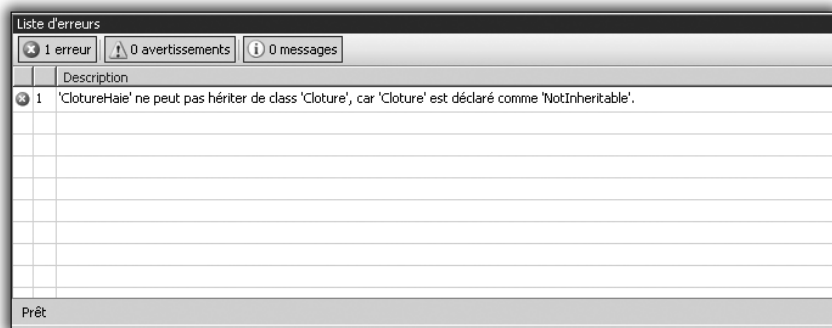 Liste d'erreurs
1 erreur 0 avertissements 0 messages
Description
1 'ClotureHaie' ne peut pas hériter de class 'Cloture', car 'Cloture' est déclaré comme 'NotInheritable'.
Prêt